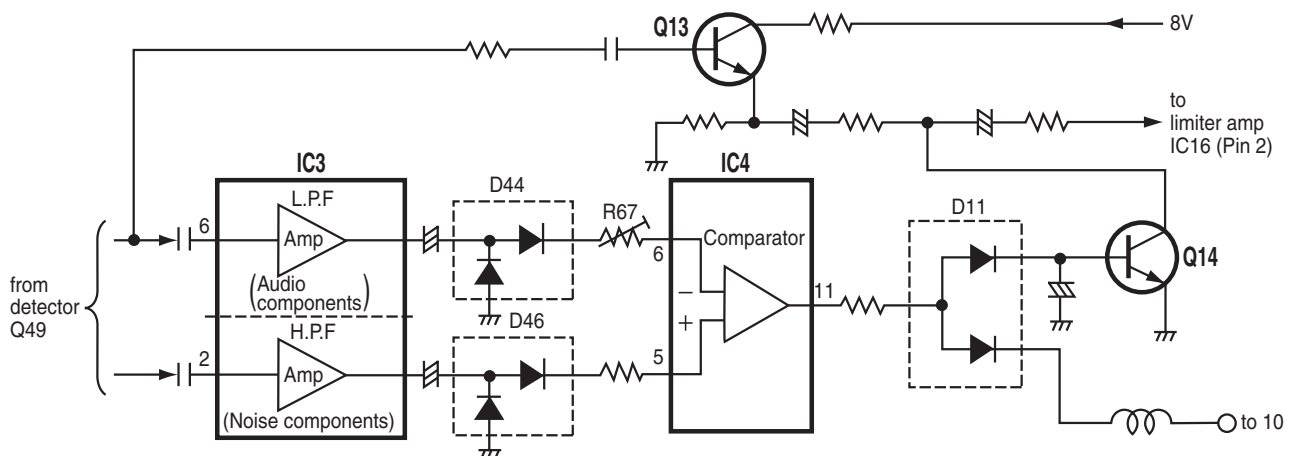 Q13
8V
to
limiter amp
IC16 (Pin 2)
IC3
IC4
L.P.F
D44
R67
D11
6
Amp
Comparator
6
Q14
from
detector
Q49
(Audio
components)
−
11
H.P.F
D46
+
2
5
Amp
(Noise components)
to 10